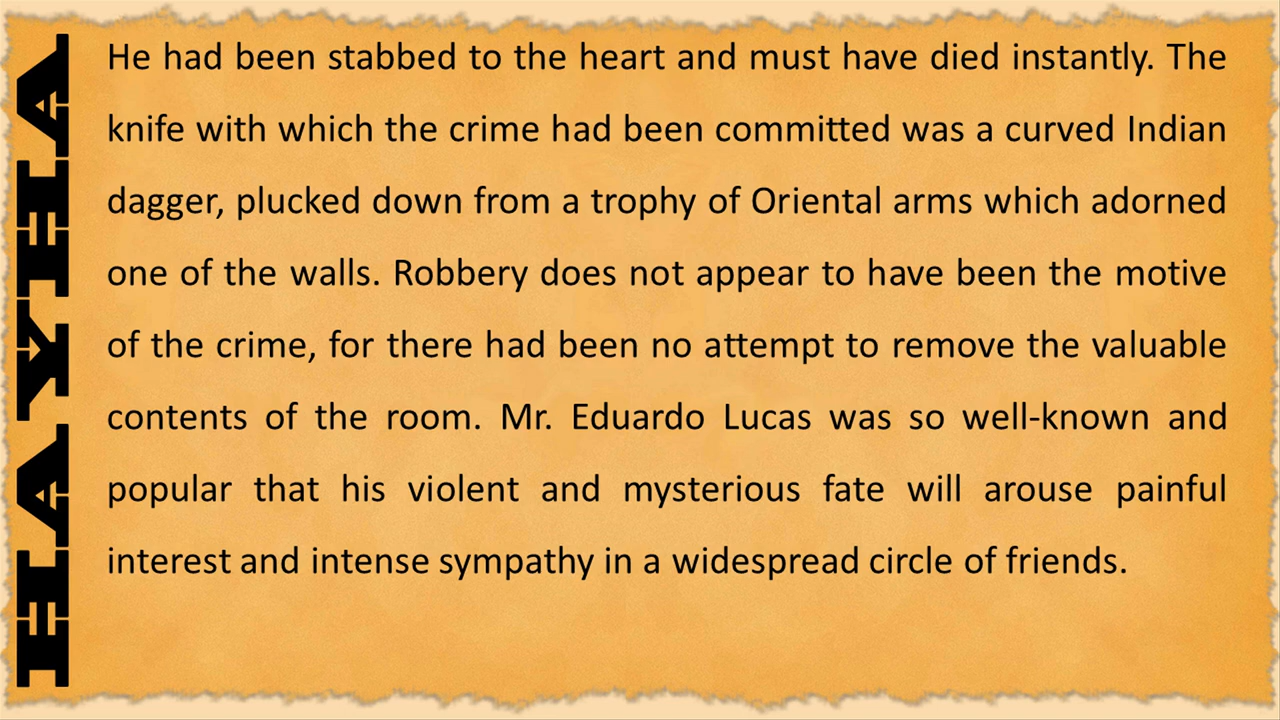 HAYHA
He had been stabbed to the heart and must have died instantly. The
knife with which the crime had been committed was a curved Indian
dagger, plucked down from a trophy of Oriental arms which adorned
one of the walls. Robbery does not appear to have been the motive
of the crime, for there had been no attempt to remove the valuable
contents of the room. Mr. Eduardo Lucas was so well-known and
popular that his violent and mysterious fate will arouse painful
interest and intense sympathy in a widespread circle of friends.